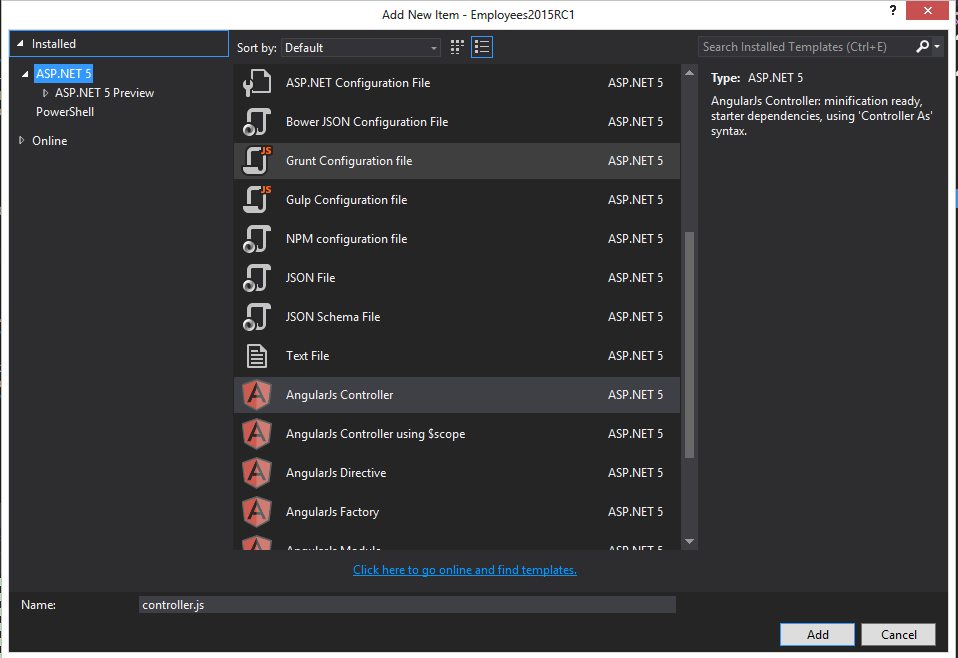 Add New Item - Employees2015RC1
?
Installed
Sort by: Default
Search Installed Templates (Ctrl+E)
ASP.NET 5
ASP.NET 5 Preview
PowerShell
Online
ASP.NET Configuration File ASP.NET 5
Bower JSON Configuration File ASP.NET 5
JS
Grunt Configuration file ASP.NET 5
JS
Gulp Configuration file ASP.NET 5
NPM configuration file ASP.NET 5
JSON File ASP.NET 5
JSON Schema File ASP.NET 5
Text File ASP.NET 5
A AngularJs Controller ASP.NET 5
A AngularJs Controller using $scope ASP.NET 5
A AngularJs Directive ASP.NET 5
A AngularJs Factory ASP.NET 5
AngularJs Module ASP.NET 5
Type: ASP.NET 5
AngularJs Controller: minification ready,
starter dependencies, using 'Controller As'
syntax.
Click here to go online and find templates.
Name: controller.js
Add Cancel